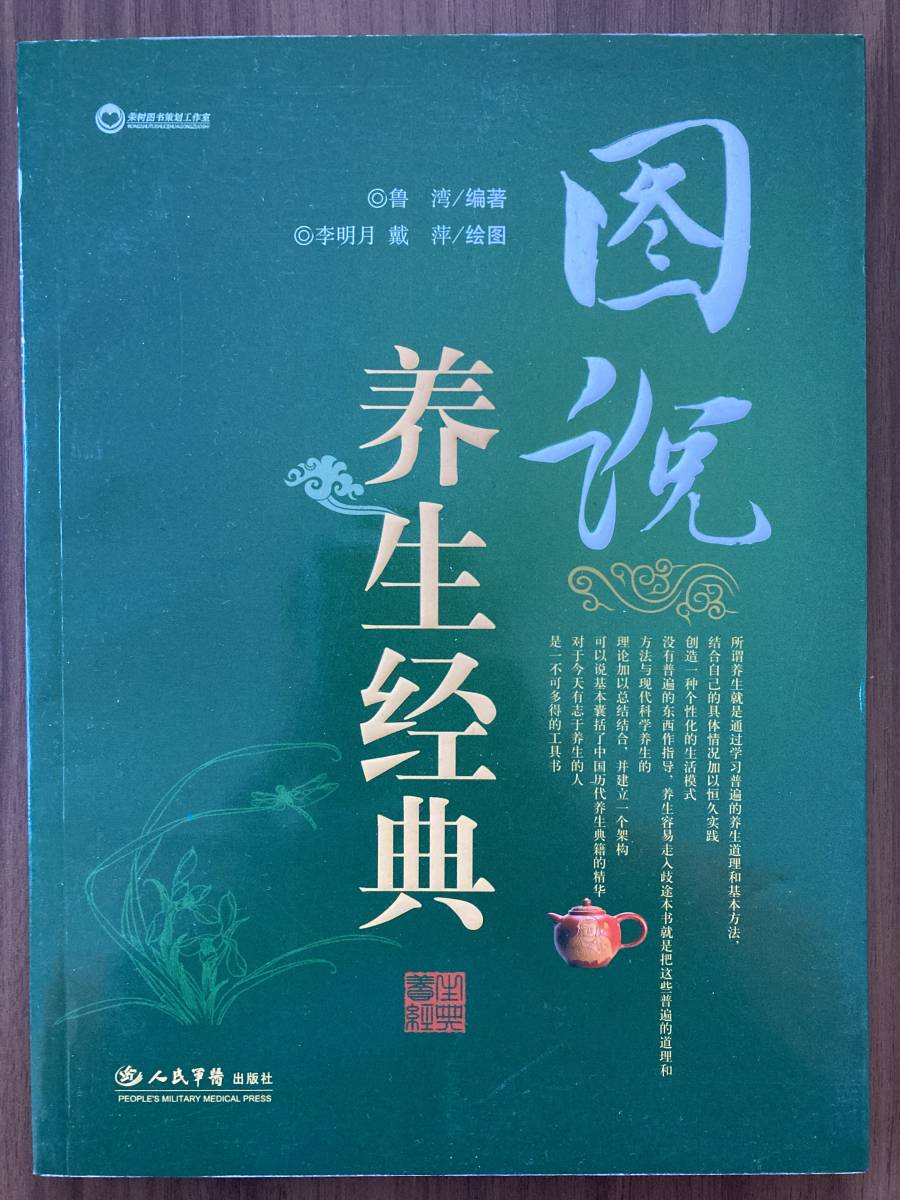 荣树图书策划工作室
RONGSHUTUSHUCEHUAGONGZUOSHI
◎鲁 湾/编著
◎李明月 戴 萍/绘图
图说
养生经典
所谓养生就是通过学习普遍的养生道理和基本方法，
结合自己的具体情况加以恒久实践
创造一种个性化的生活模式
没有普遍的东西作指导，养生容易走入歧途本书就是把这些普遍的道理和
方法与现代科学养生的
理论加以总结结合，并建立一个架构
可以说基本囊括了中国历代养生典籍的精华
对于今天有志于养生的人
是一不可多得的工具书
養生經典
人民军医出版社
PEOPLE'S MILITARY MEDICAL PRESS